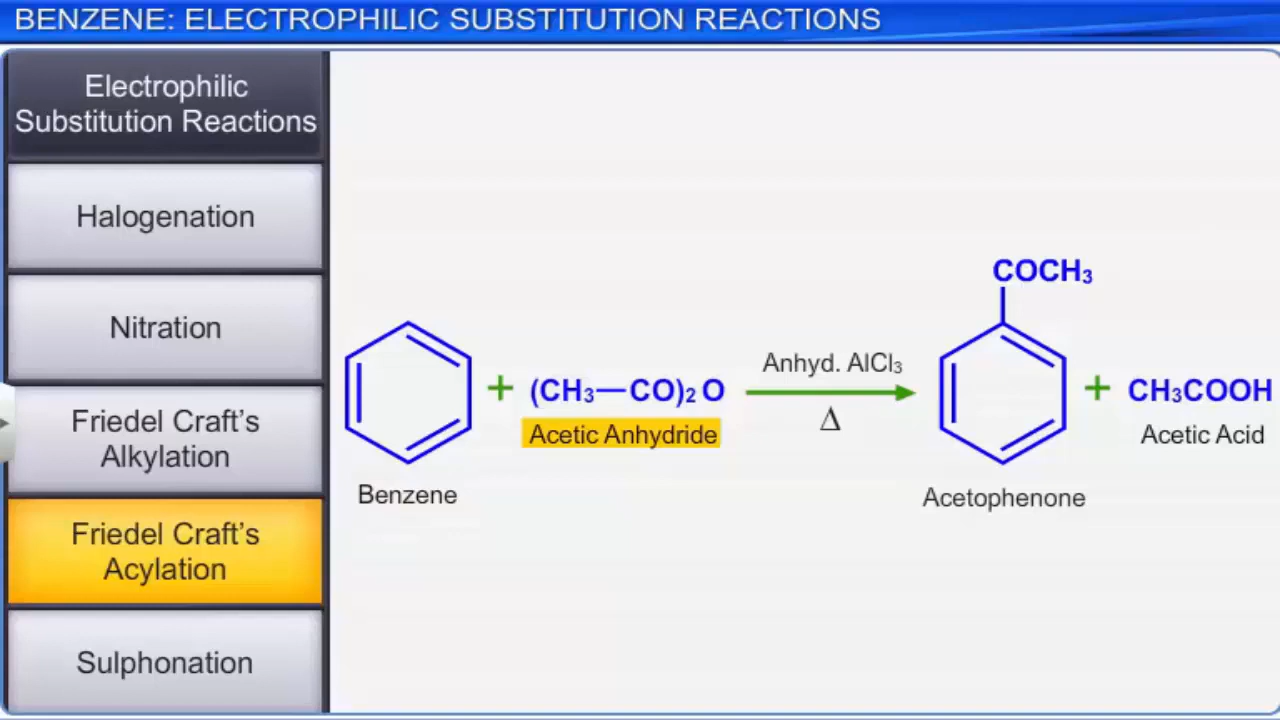 BENZENE: ELECTROPHILIC SUBSTITUTION REACTIONS
Electrophilic
Substitution Reactions
Halogenation
Nitration
Friedel Craft’s
Alkylation
Friedel Craft’s
Acylation
Sulphonation
Benzene
+
(CH₃—CO)₂ O
Acetic Anhydride
Anhyd. AlCl₃
Δ
COCH₃
Acetophenone
+
CH₃COOH
Acetic Acid